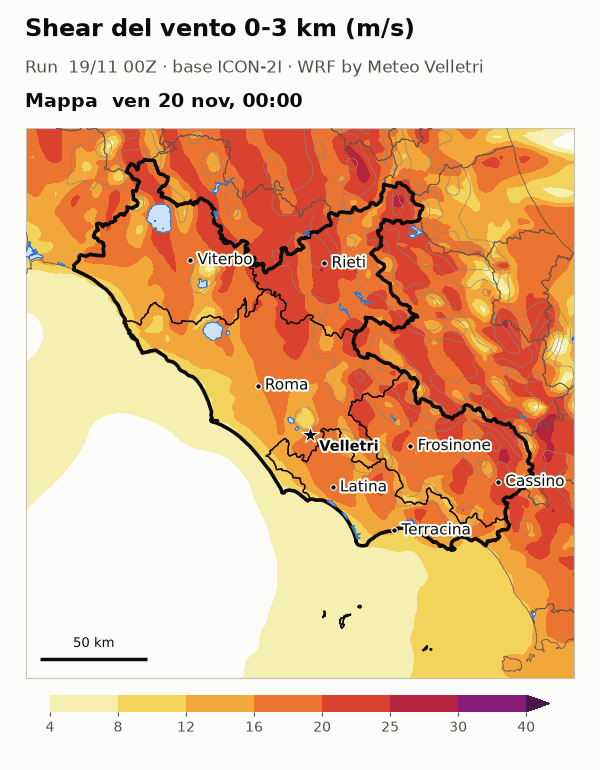 Shear del vento 0-3 km (m/s)
Run  19/11 00Z · base ICON-2I · WRF by Meteo Velletri
Mappa  ven 20 nov, 00:00
Viterbo
Rieti
Roma
Velletri
Frosinone
Latina
Cassino
Terracina
50 km
4 8 12 16 20 25 30 40